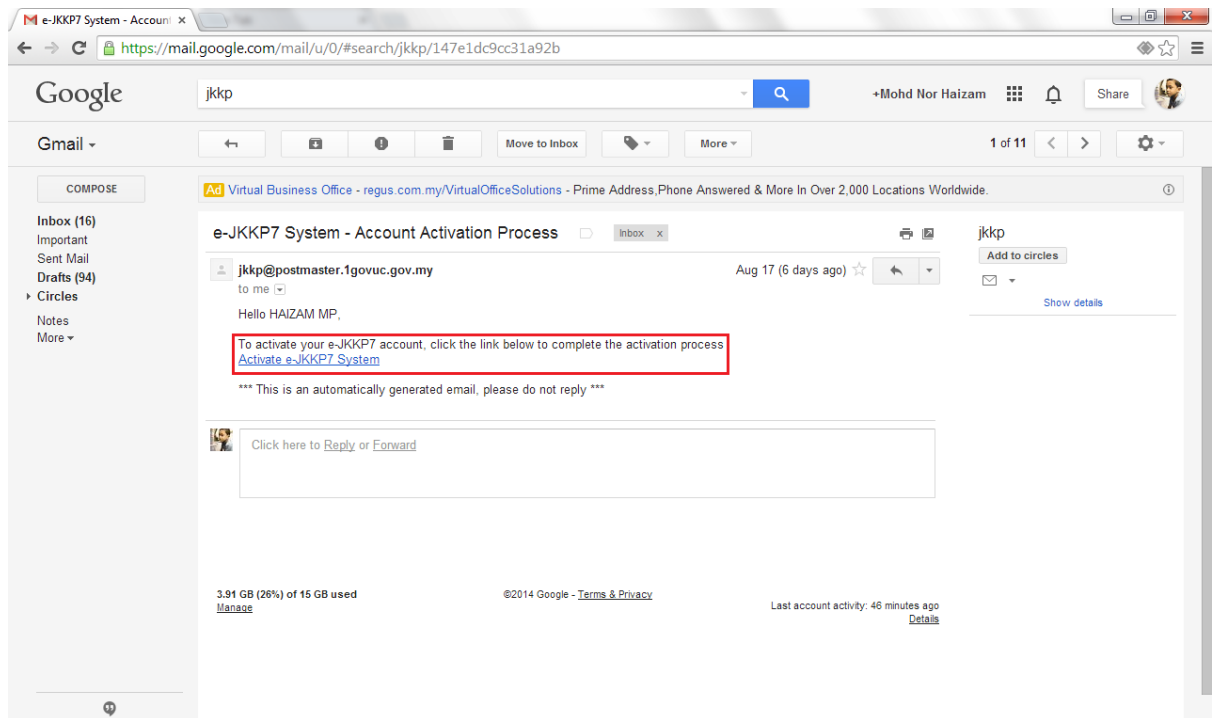 e-JKKP7 System - Account
https://mail.google.com/mail/u/0/#search/jkkp/147e1dc9cc31a92b
Google
jkkp
+Mohd Nor Haizam
Share
Gmail
Move to Inbox
More
1 of 11
COMPOSE
Ad Virtual Business Office - regus.com.my/VirtualOfficeSolutions - Prime Address,Phone Answered & More In Over 2,000 Locations Worldwide.
Inbox (16)
Important
Sent Mail
Drafts (94)
Circles
Notes
More
e-JKKP7 System - Account Activation Process
Inbox x
jkkp@postmaster.1govuc.gov.my
Aug 17 (6 days ago)
to me
Hello HAIZAM MP,
To activate your e-JKKP7 account, click the link below to complete the activation process
Activate e-JKKP7 System
*** This is an automatically generated email, please do not reply ***
Click here to Reply or Forward
jkkp
Add to circles
Show details
3.91 GB (26%) of 15 GB used
Manage
©2014 Google - Terms & Privacy
Last account activity: 46 minutes ago
Details